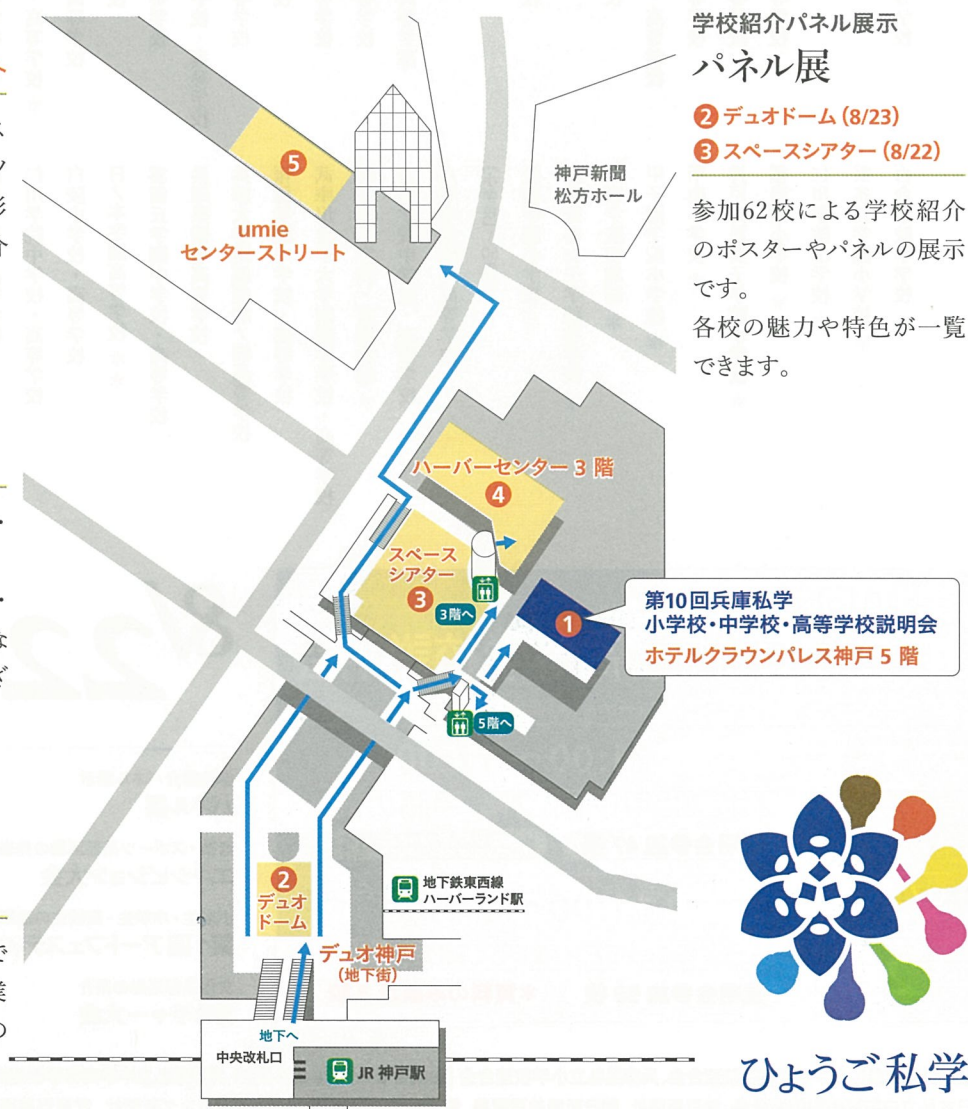 学校紹介パネル展示
パネル展
❷ デュオドーム (8/23)
❸ スペースシアター (8/22)
参加62校による学校紹介
のポスターやパネルの展示
です。
各校の魅力や特色が一覧
できます。
5
umie
センターストリート
神戸新聞
松方ホール
ハーバーセンター 3 階
4
スペース
シアター
3
3階へ
1
第10回兵庫私学
小学校・中学校・高等学校説明会
ホテルクラウンパレス神戸 5 階
5階へ
2
デュオ
ドーム
地下鉄東西線
ハーバーランド駅
デュオ神戸
(地下街)
地下へ
中央改札口
JR 神戸駅
ひょうご 私学